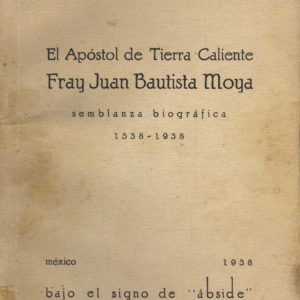 El Apóstol de Tierra Caliente
Fray Juan Bautista Moya
semblanza biográfica
1538-1938
méxico 1938
bajo el signo de "ábside"